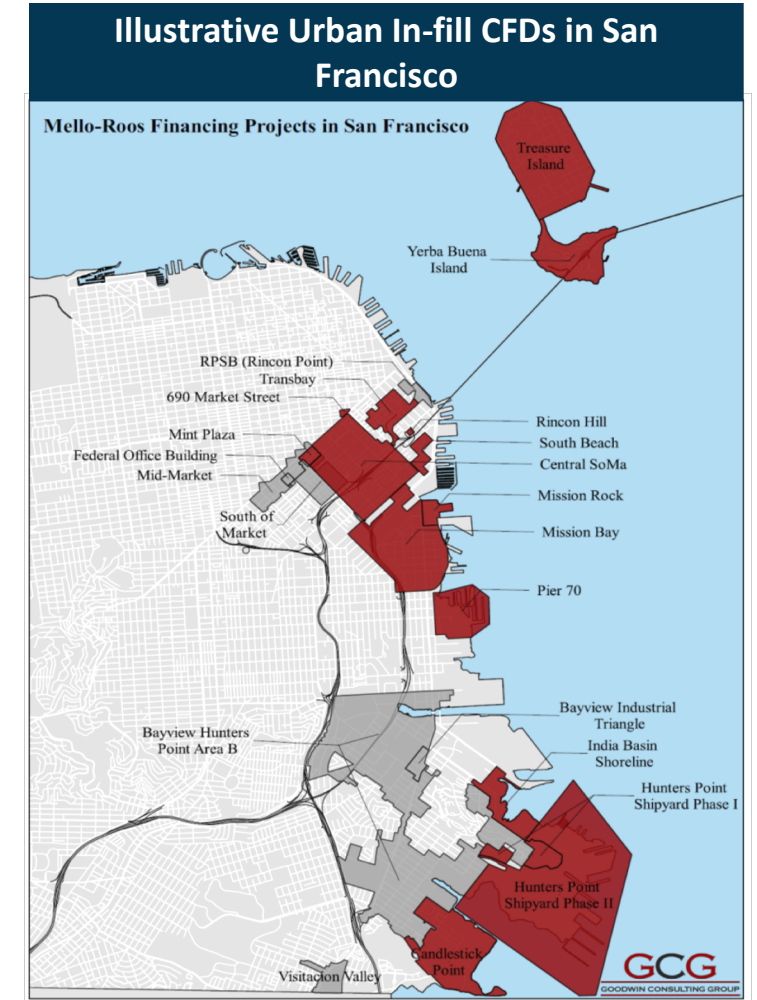 Illustrative Urban In-fill CFDs in San
Francisco
Mello-Roos Financing Projects in San Francisco
Treasure
Island
Yerba Buena
Island
RPSB (Rincon Point)
Transbay
690 Market Street
Mint Plaza
Federal Office Building
Mid-Market
South of
Market
Rincon Hill
South Beach
Central SoMa
Mission Rock
Mission Bay
Pier 70
Bayview Hunters
Point Area B
Bayview Industrial
Triangle
India Basin
Shoreline
Hunters Point
Shipyard Phase I
Hunters Point
Shipyard Phase II
Candlestick
Point
Visitacion Valley
GCG
GOODWIN CONSULTING GROUP